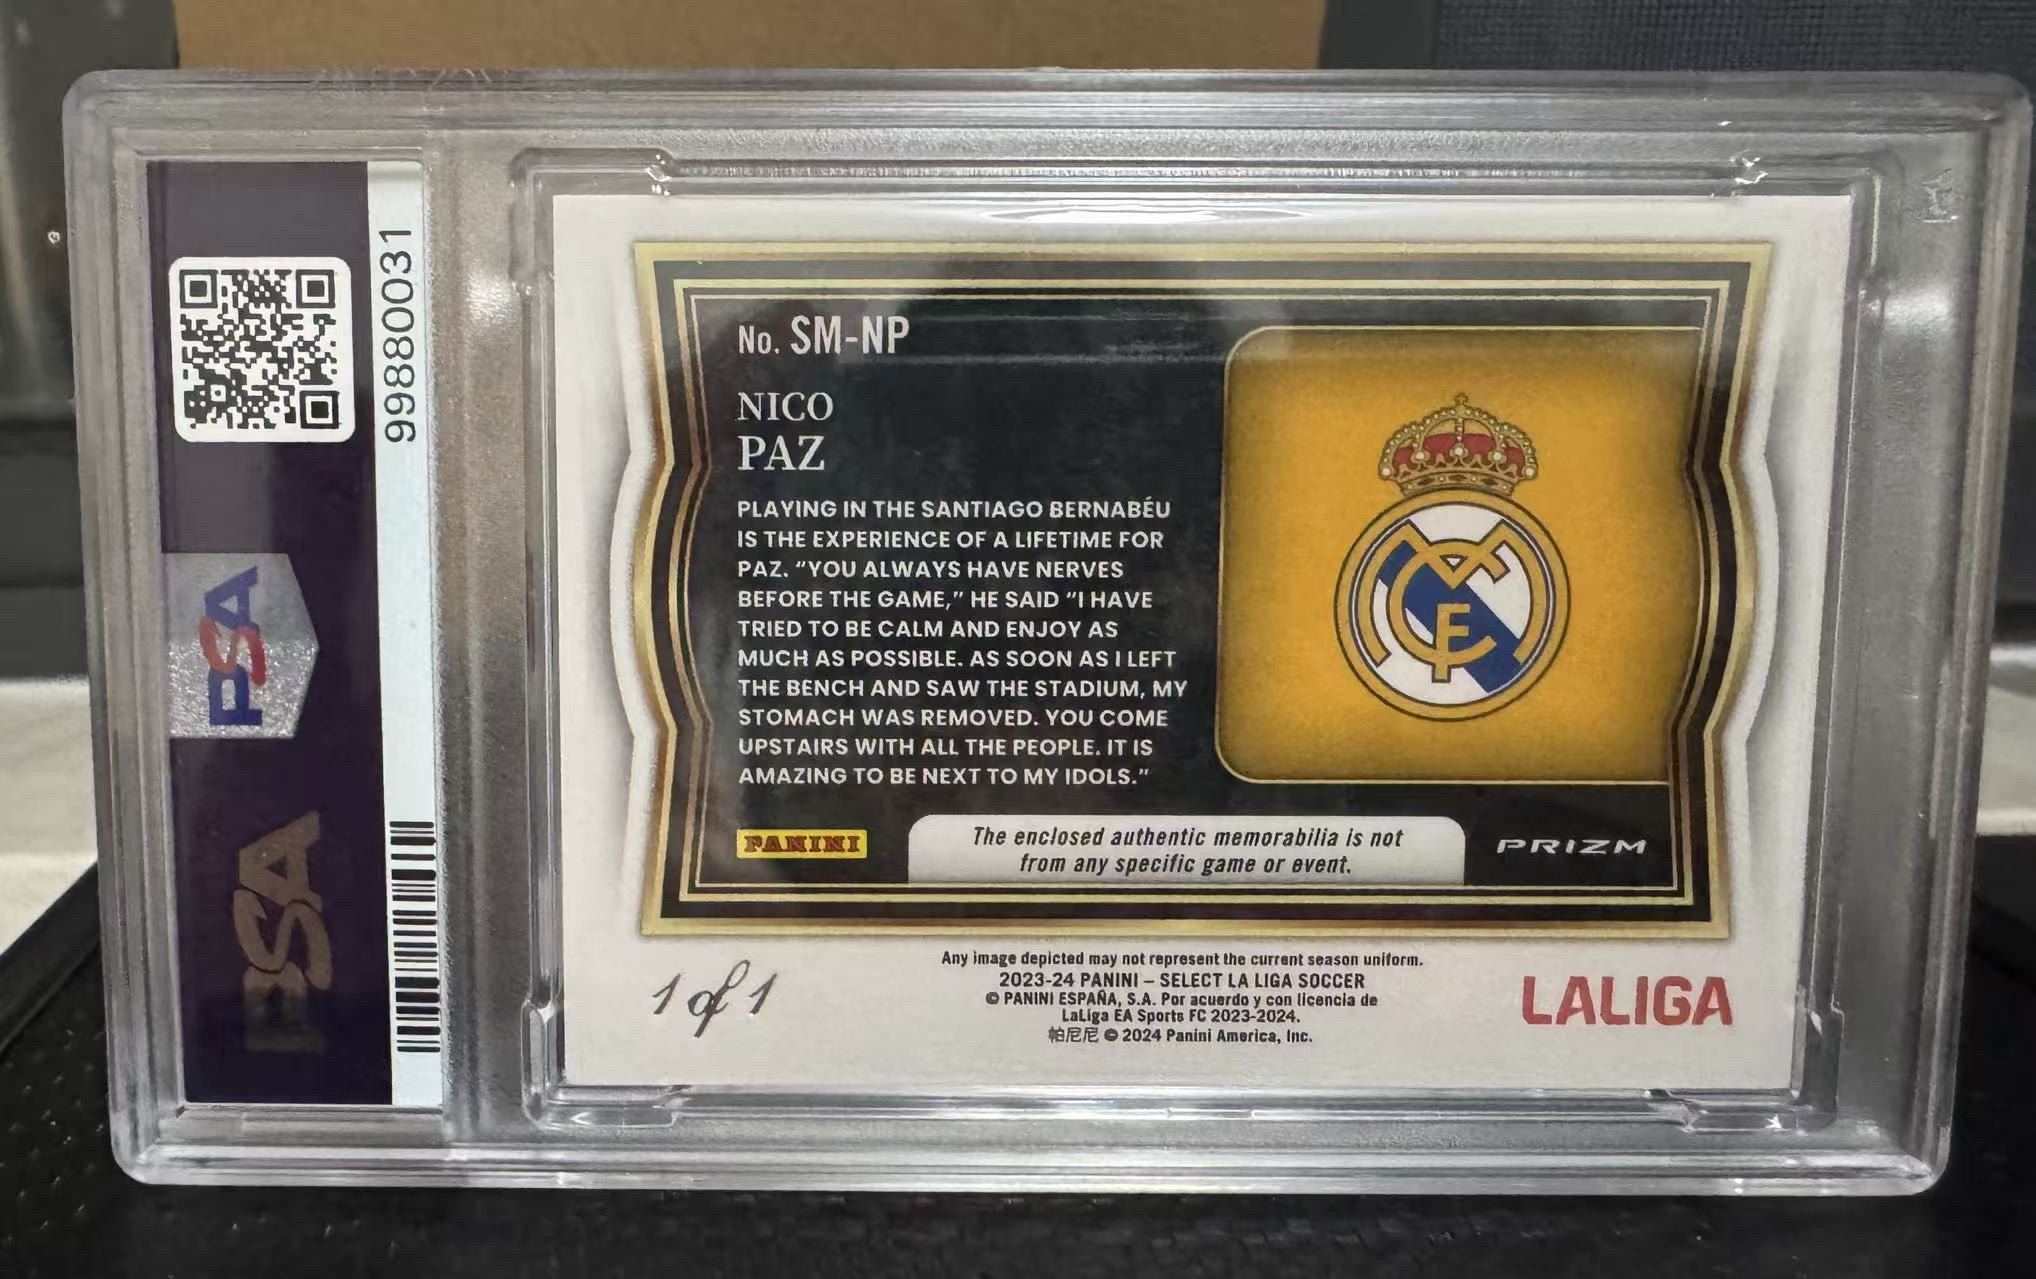 99880031
PSA
PSA
No. SM-NP
NICO
PAZ
PLAYING IN THE SANTIAGO BERNABÉU
IS THE EXPERIENCE OF A LIFETIME FOR
PAZ. “YOU ALWAYS HAVE NERVES
BEFORE THE GAME,” HE SAID “I HAVE
TRIED TO BE CALM AND ENJOY AS
MUCH AS POSSIBLE. AS SOON AS I LEFT
THE BENCH AND SAW THE STADIUM, MY
STOMACH WAS REMOVED. YOU COME
UPSTAIRS WITH ALL THE PEOPLE. IT IS
AMAZING TO BE NEXT TO MY IDOLS.”
PANINI
The enclosed authentic memorabilia is not
from any specific game or event.
PRIZM
1 of 1
Any image depicted may not represent the current season uniform.
2023-24 PANINI – SELECT LA LIGA SOCCER
© PANINI ESPAÑA, S.A. Por acuerdo y con licencia de
LaLiga EA Sports FC 2023-2024.
帕尼尼 © 2024 Panini America, Inc.
LALIGA